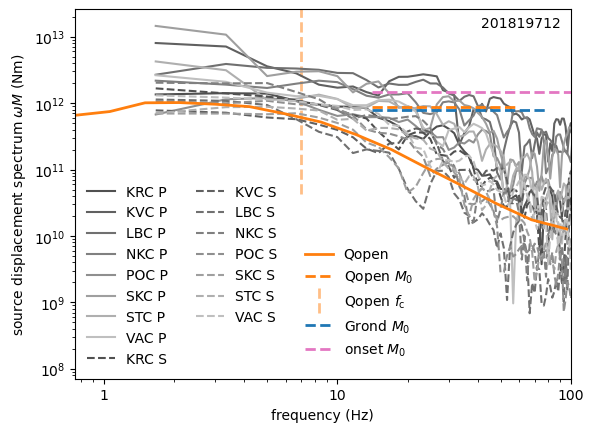 201819712
source displacement spectrum ωM (Nm)
10¹³
10¹²
10¹¹
10¹⁰
10⁹
10⁸
KRC P
KVC P
LBC P
NKC P
POC P
SKC P
STC P
VAC P
KRC S
KVC S
LBC S
NKC S
POC S
SKC S
STC S
VAC S
Qopen
Qopen M₀
Qopen f_c
Grond M₀
onset M₀
1
10
100
frequency (Hz)